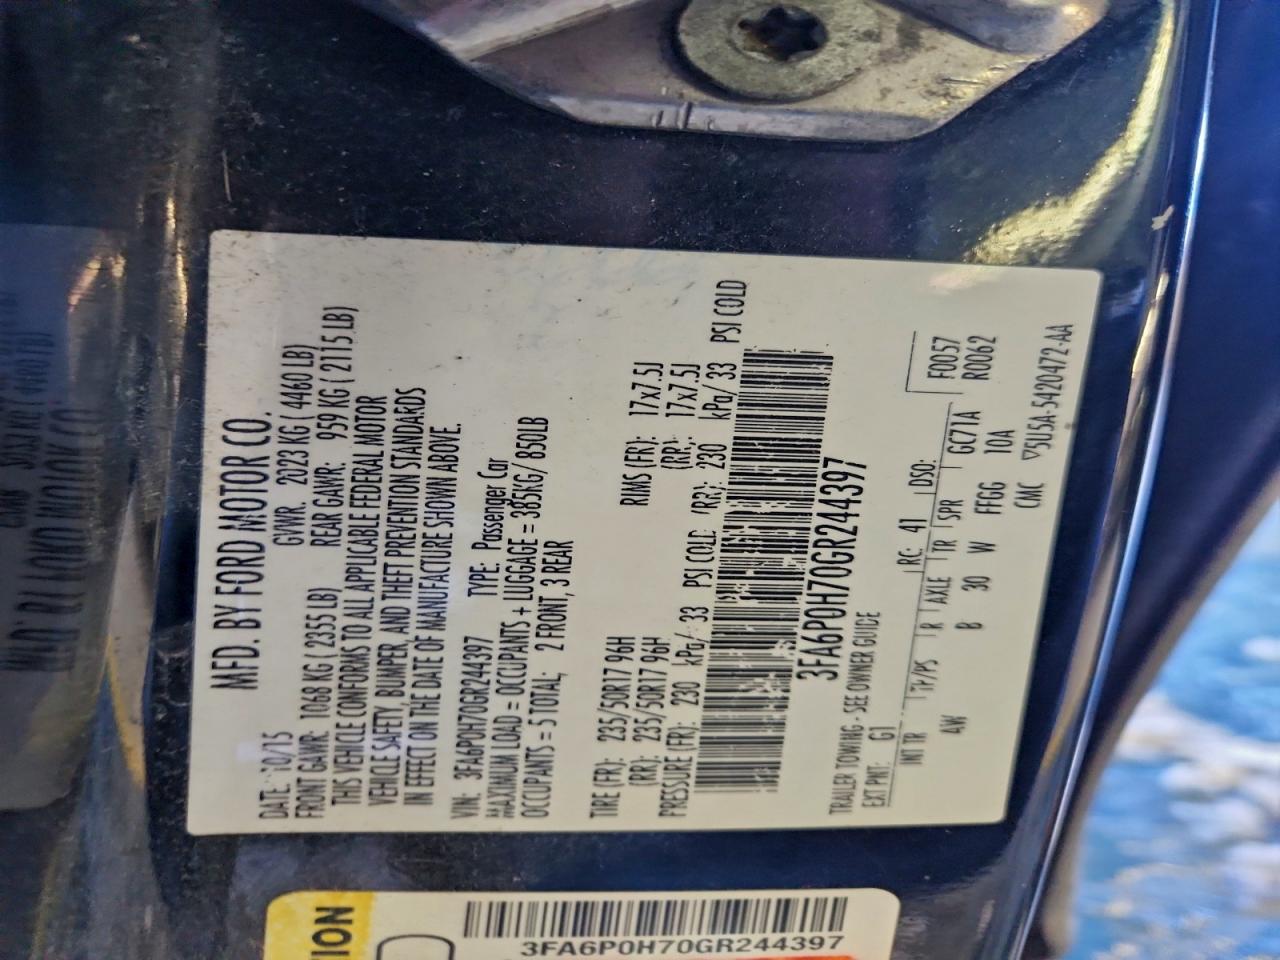 MFD. BY FORD MOTOR CO.
DATE: 10/15 GVWR: 2023 KG ( 4460 LB)
FRONT GAWR: 1068 KG ( 2355 LB) REAR GAWR: 959 KG ( 2115 LB)
THIS VEHICLE CONFORMS TO ALL APPLICABLE FEDERAL MOTOR
VEHICLE SAFETY, BUMPER, AND THEFT PREVENTION STANDARDS
IN EFFECT ON THE DATE OF MANUFACTURE SHOWN ABOVE.
VIN: 3FA6P0H70GR244397 TYPE: Passenger Car
MAXIMUM LOAD = OCCUPANTS + LUGGAGE = 385KG/ 850LB
OCCUPANTS = 5 TOTAL; 2 FRONT, 3 REAR
TIRE (FR): 235/50R17 96H RIMS (FR): 17x7.5J
(RR): 235/50R17 96H (RR): 17x7.5J
PRESSURE (FR): 230 kPa/ 33 PSI COLD (RR): 230 kPa/ 33 PSI COLD
3FA6P0H70GR244397
TRAILER TOWING - SEE OWNER GUIDE
EXT PNT: G1 RC: 41 DSO: F0057
INT TR TP/PS R AXLE TR SPR GC71A R0062
4W B 30 W FFGG 10A
CMC ▽5U5A-5420472-AA
TION
3FA6P0H70GR244397